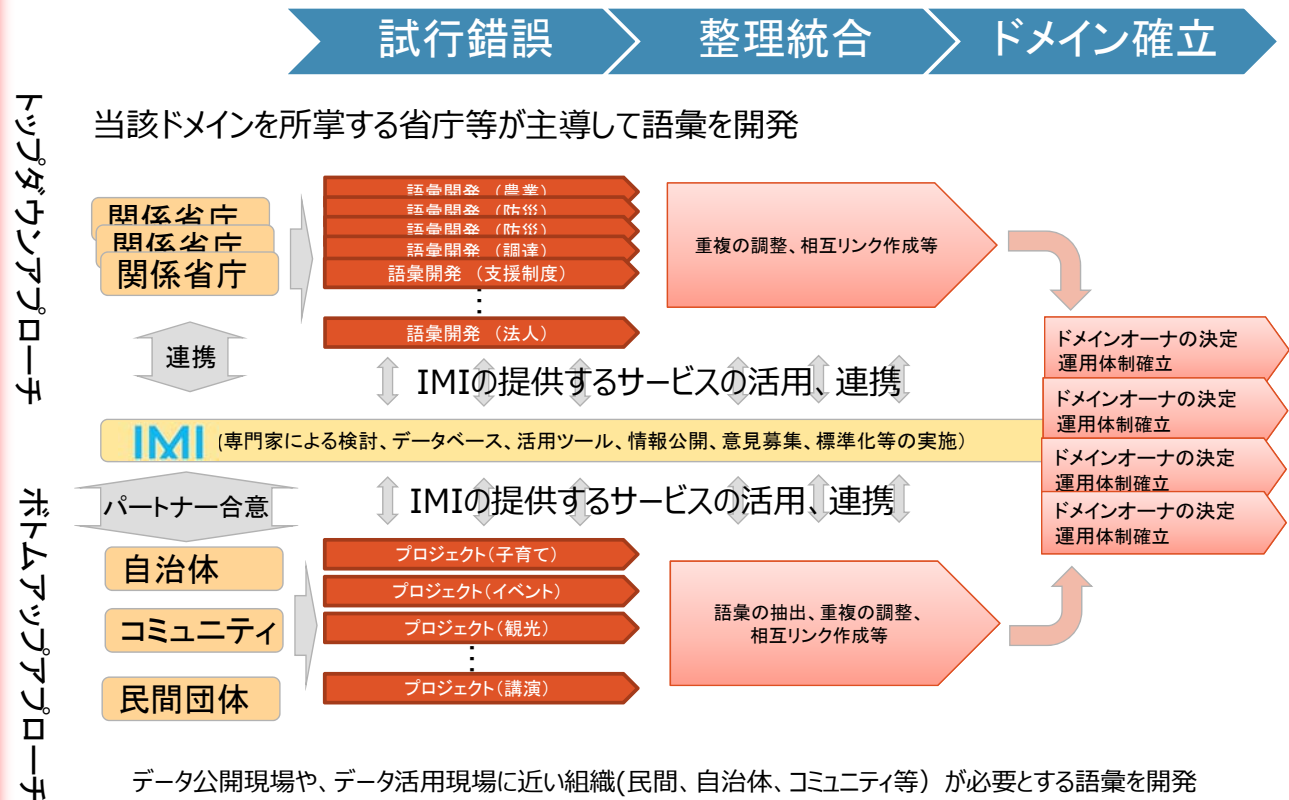 試行錯誤
整理統合
ドメイン確立
トップダウンアプローチ
当該ドメインを所掌する省庁等が主導して語彙を開発
関係省庁
関係省庁
関係省庁
語彙開発 (農業)
語彙開発 (防災)
語彙開発 (防災)
語彙開発 (調達)
語彙開発 (支援制度)
語彙開発 (法人)
重複の調整、相互リンク作成等
連携
IMIの提供するサービスの活用、連携
IMI (専門家による検討、データベース、活用ツール、情報公開、意見募集、標準化等の実施)
ドメインオーナの決定
運用体制確立
ドメインオーナの決定
運用体制確立
ドメインオーナの決定
運用体制確立
ドメインオーナの決定
運用体制確立
ボトムアップアプローチ
パートナー合意
IMIの提供するサービスの活用、連携
自治体
コミュニティ
民間団体
プロジェクト(子育て)
プロジェクト(イベント)
プロジェクト(観光)
プロジェクト(講演)
語彙の抽出、重複の調整、
相互リンク作成等
データ公開現場や、データ活用現場に近い組織(民間、自治体、コミュニティ等) が必要とする語彙を開発